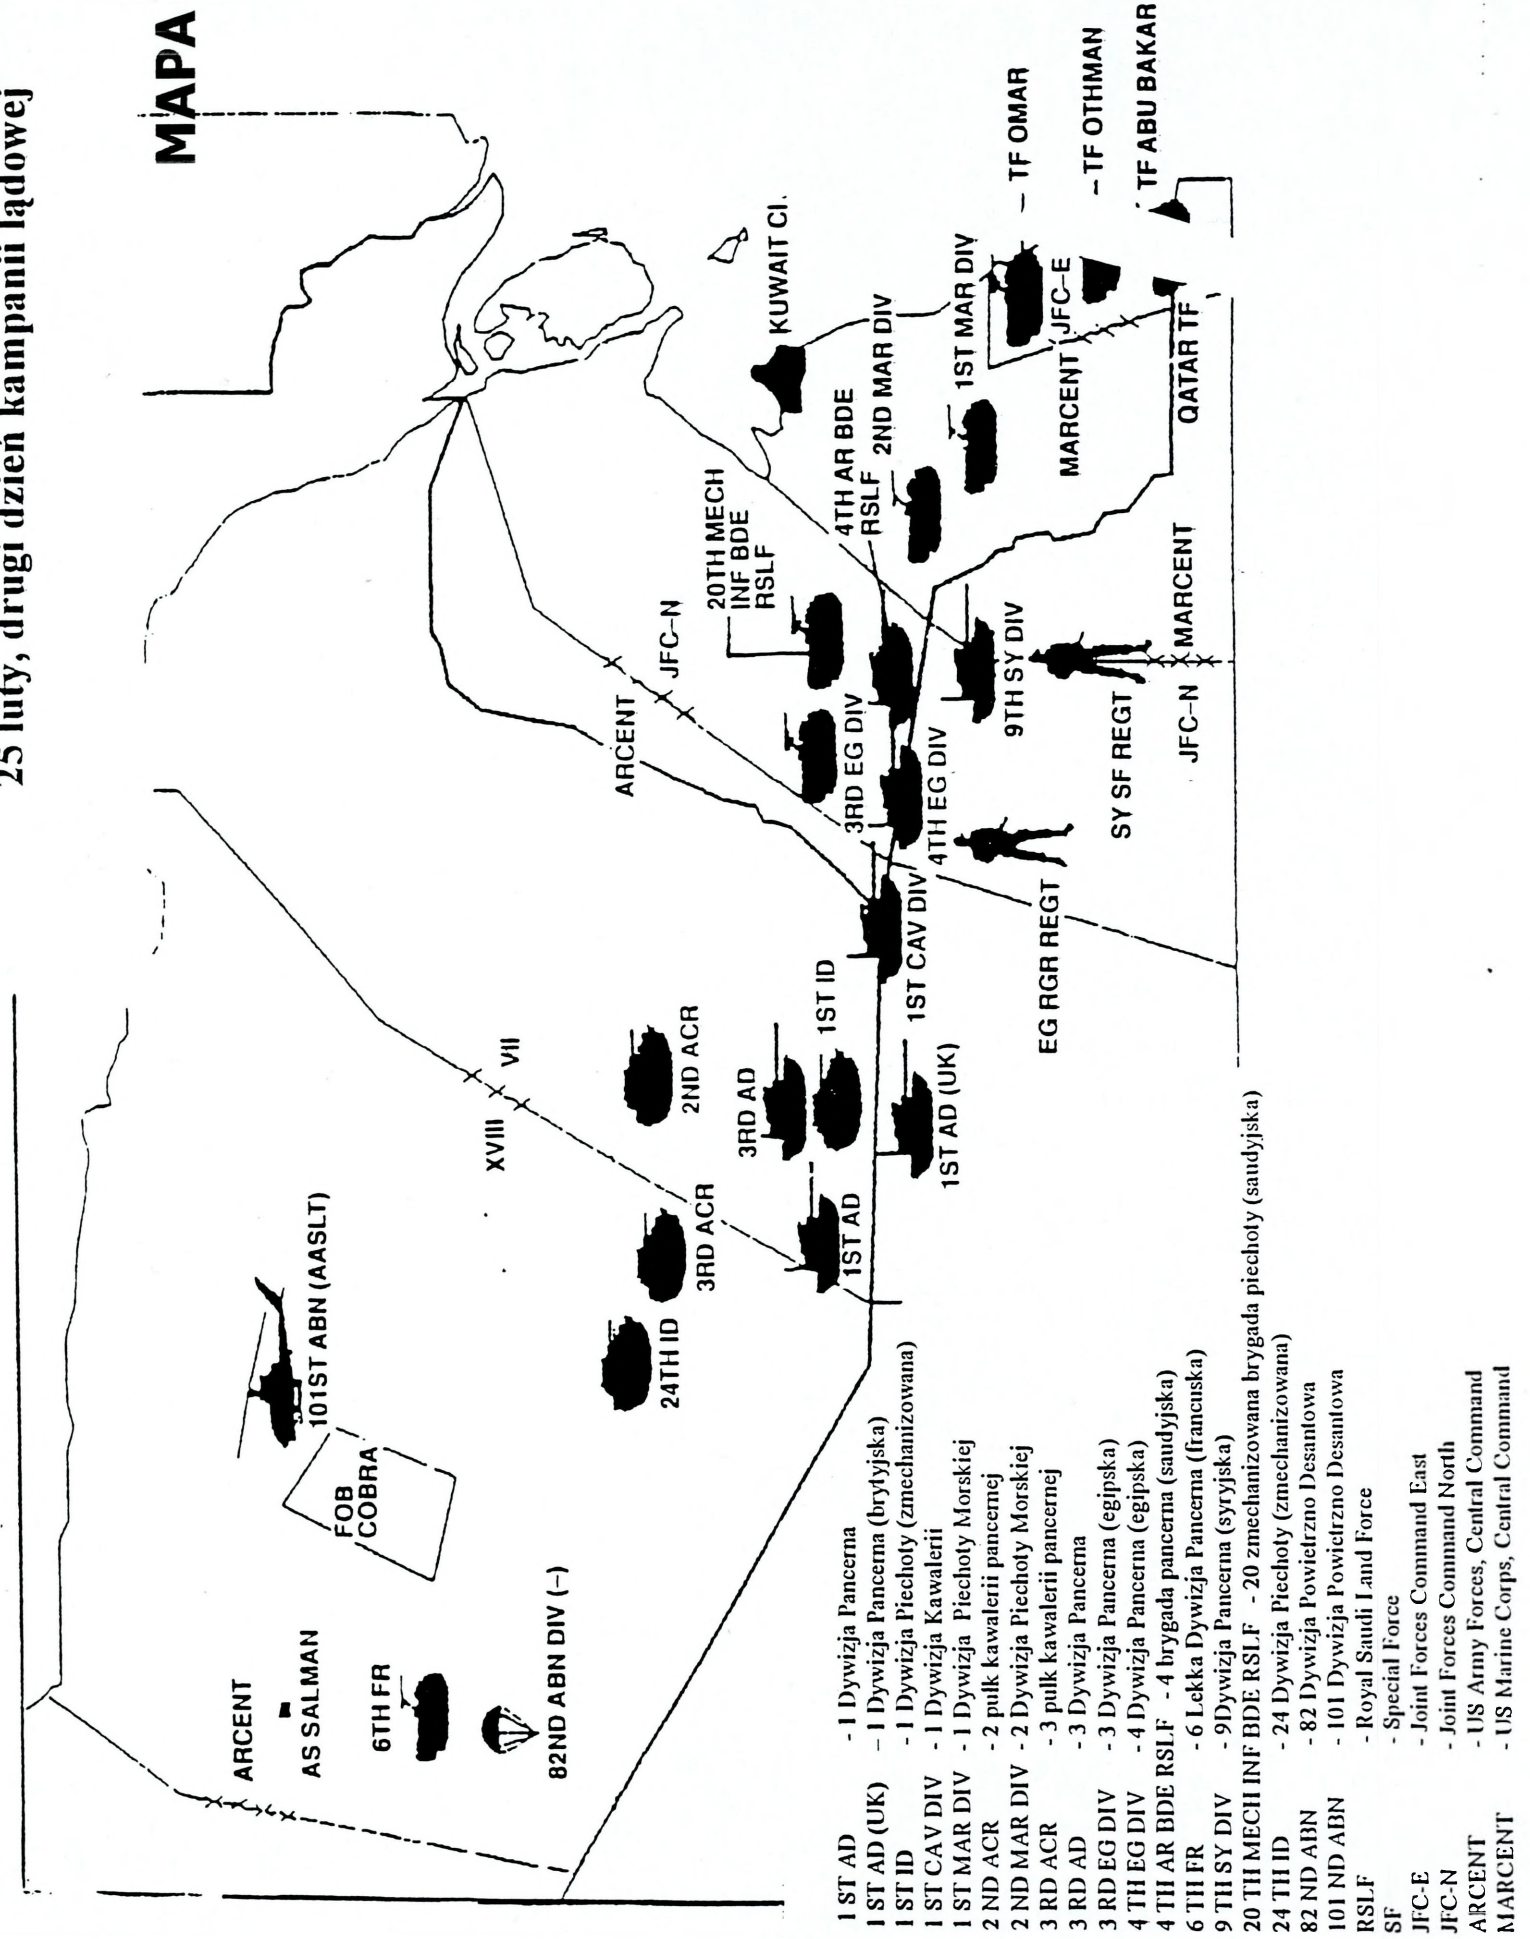 25 luty, drugi dzień kampanii lądowej
MAPA
ARCENT
AS SALMAN
6TH FR
82ND ABN DIV (–)
FOB
COBRA
101ST ABN (AASLT)
24TH ID
3RD ACR
XVIII
VII
2ND ACR
3RD AD
1ST ID
1ST AD
1ST AD (UK)
1ST CAV DIV
ARCENT
JFC–N
20TH MECH
INF BDE
RSLF
3RD EG DIV
4TH EG DIV
4TH AR BDE
RSLF
2ND MAR DIV
1ST MAR DIV
KUWAIT CI.
9TH SY DIV
EG RGR REGT
SY SF REGT
JFC–N
MARCENT
MARCENT
JFC–E
QATAR TF
– TF OMAR
– TF OTHMAN
TF ABU BAKAR
1 ST AD - 1 Dywizja Pancerna
1 ST AD (UK) – 1 Dywizja Pancerna (brytyjska)
1 ST ID - 1 Dywizja Piechoty (zmechanizowana)
1 ST CAV DIV - 1 Dywizja Kawalerii
1 ST MAR DIV - 1 Dywizja Piechoty Morskiej
2 ND ACR - 2 pulk kawalerii pancernej
2 ND MAR DIV - 2 Dywizja Piechoty Morskiej
3 RD ACR - 3 pulk kawalerii pancernej
3 RD AD - 3 Dywizja Pancerna
3 RD EG DIV - 3 Dywizja Pancerna (egipska)
4 TH EG DIV - 4 Dywizja Pancerna (egipska)
4 TH AR BDE RSLF - 4 brygada pancerna (saudyjska)
6 TH FR - 6 Lekka Dywizja Pancerna (francuska)
9 TH SY DIV - 9Dywizja Pancerna (syryjska)
20 TH MECH INF BDE RSLF - 20 zmechanizowana brygada piechoty (saudyjska)
24 TH ID - 24 Dywizja Piechoty (zmechanizowana)
82 ND ABN - 82 Dywizja Powietrzno Desantowa
101 ND ABN - 101 Dywizja Powietrzno Desantowa
RSLF - Royal Saudi Land Force
SF - Special Force
JFC-E - Joint Forces Command East
JFC-N - Joint Forces Command North
ARCENT - US Army Forces, Central Command
MARCENT - US Marine Corps, Central Command